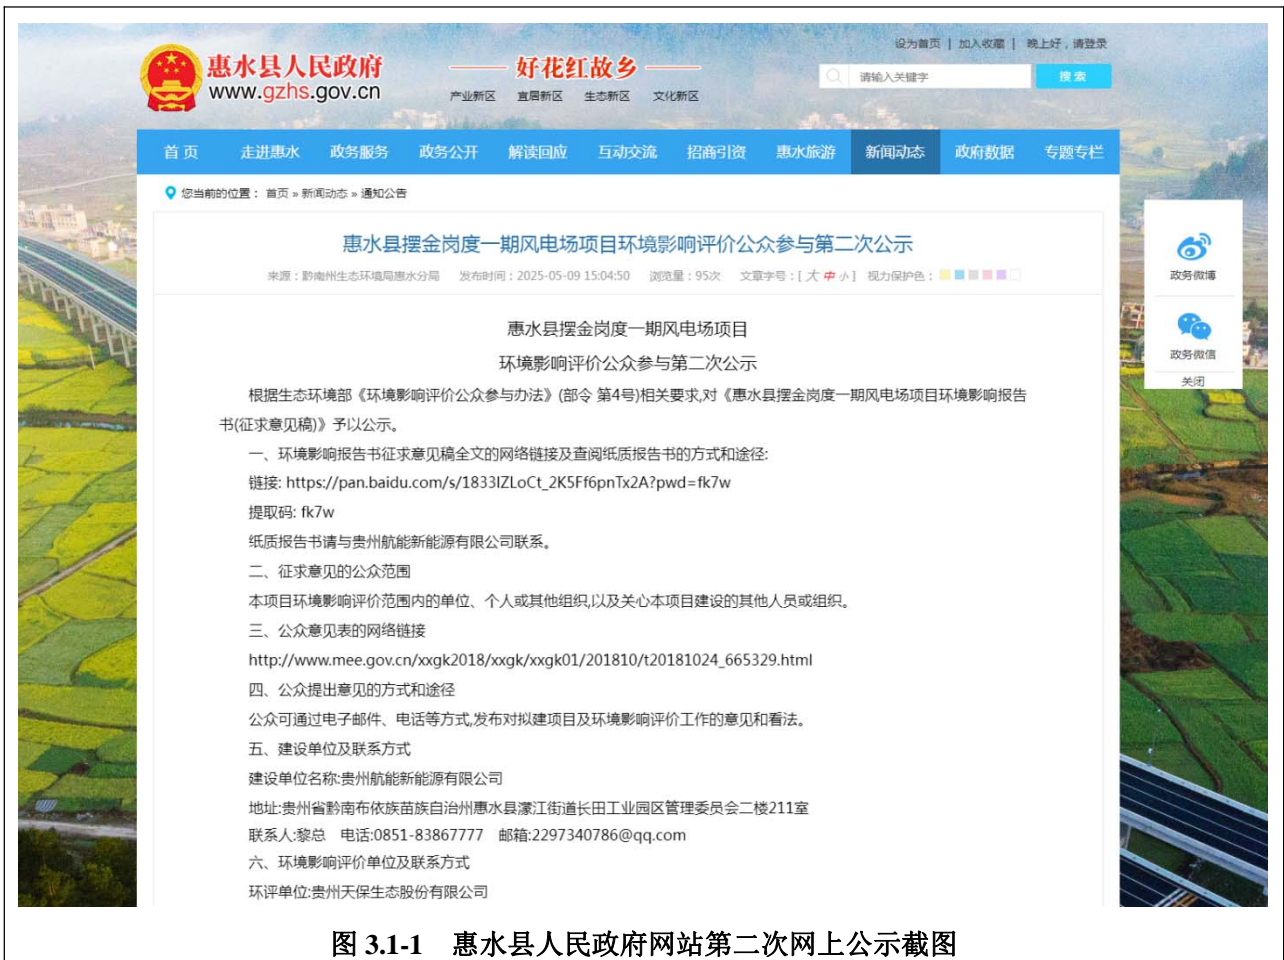 设为首页 | 加入收藏 | 晚上好，请登录
惠水县人民政府
www.gzhs.gov.cn
好花红故乡
产业新区 宜居新区 生态新区 文化新区
请输入关键字 搜索
首页 走进惠水 政务服务 政务公开 解读回应 互动交流 招商引资 惠水旅游 新闻动态 政府数据 专题专栏
您当前的位置： 首页 » 新闻动态 » 通知公告
惠水县摆金岗度一期风电场项目环境影响评价公众参与第二次公示
来源：黔南州生态环境局惠水分局 发布时间：2025-05-09 15:04:50 浏览量：95次 文章字号：[ 大 中 小 ] 视力保护色：
惠水县摆金岗度一期风电场项目
环境影响评价公众参与第二次公示
根据生态环境部《环境影响评价公众参与办法》(部令 第4号)相关要求,对《惠水县摆金岗度一期风电场项目环境影响报告
书(征求意见稿)》予以公示。
一、环境影响报告书征求意见稿全文的网络链接及查阅纸质报告书的方式和途径:
链接: https://pan.baidu.com/s/1833IZLoCt_2K5Ff6pnTx2A?pwd=fk7w
提取码: fk7w
纸质报告书请与贵州航能新能源有限公司联系。
二、征求意见的公众范围
本项目环境影响评价范围内的单位、个人或其他组织,以及关心本项目建设的其他人员或组织。
三、公众意见表的网络链接
http://www.mee.gov.cn/xxgk2018/xxgk/xxgk01/201810/t20181024_665329.html
四、公众提出意见的方式和途径
公众可通过电子邮件、电话等方式,发布对拟建项目及环境影响评价工作的意见和看法。
五、建设单位及联系方式
建设单位名称:贵州航能新能源有限公司
地址:贵州省黔南布依族苗族自治州惠水县濛江街道长田工业园区管理委员会二楼211室
联系人:黎总 电话:0851-83867777 邮箱:2297340786@qq.com
六、环境影响评价单位及联系方式
环评单位:贵州天保生态股份有限公司
政务微博
政务微信
关闭
图 3.1-1 惠水县人民政府网站第二次网上公示截图